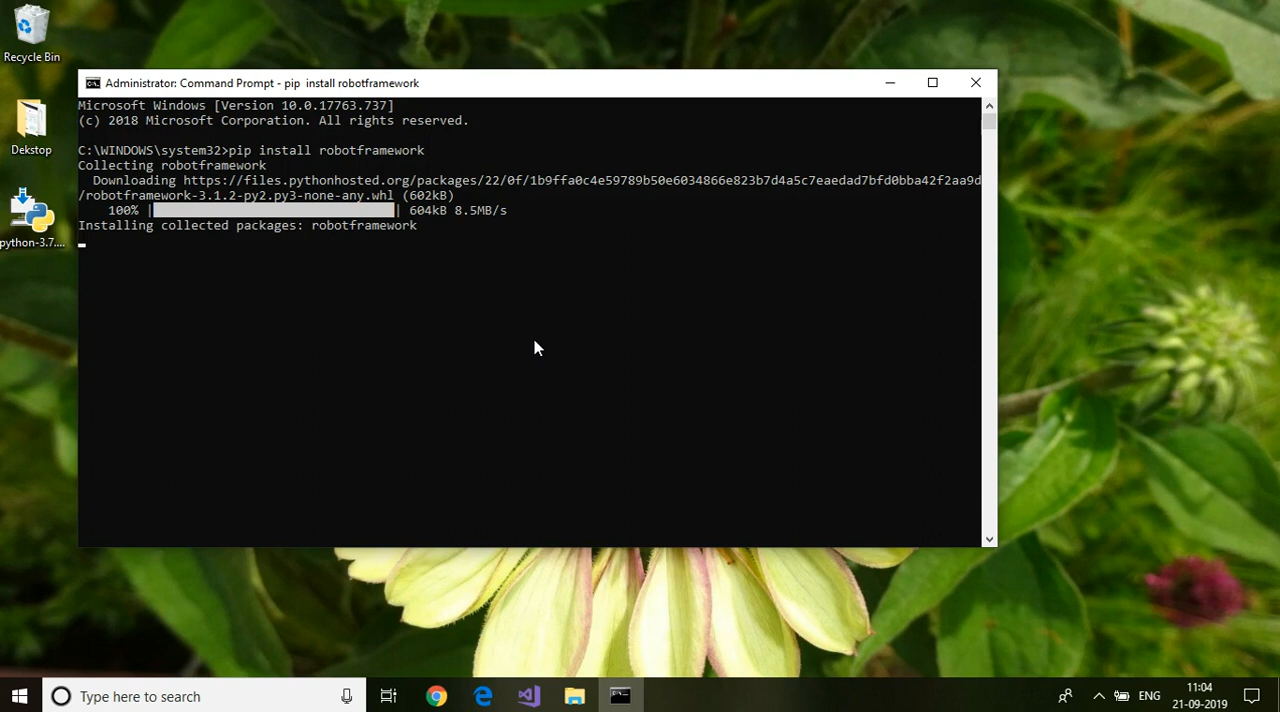 Recycle Bin
Dekstop
python-3.7....
Administrator: Command Prompt - pip  install robotframework
Microsoft Windows [Version 10.0.17763.737]
(c) 2018 Microsoft Corporation. All rights reserved.
C:\WINDOWS\system32>pip install robotframework
Collecting robotframework
  Downloading https://files.pythonhosted.org/packages/22/0f/1b9ffa0c4e59789b50e6034866e823b7d4a5c7eaedad7bfd0bba42f2aa9d
/robotframework-3.1.2-py2.py3-none-any.whl (602kB)
    100% |████████████████████████████████| 604kB 8.5MB/s
Installing collected packages: robotframework
Type here to search
ENG
11:04
21-09-2019